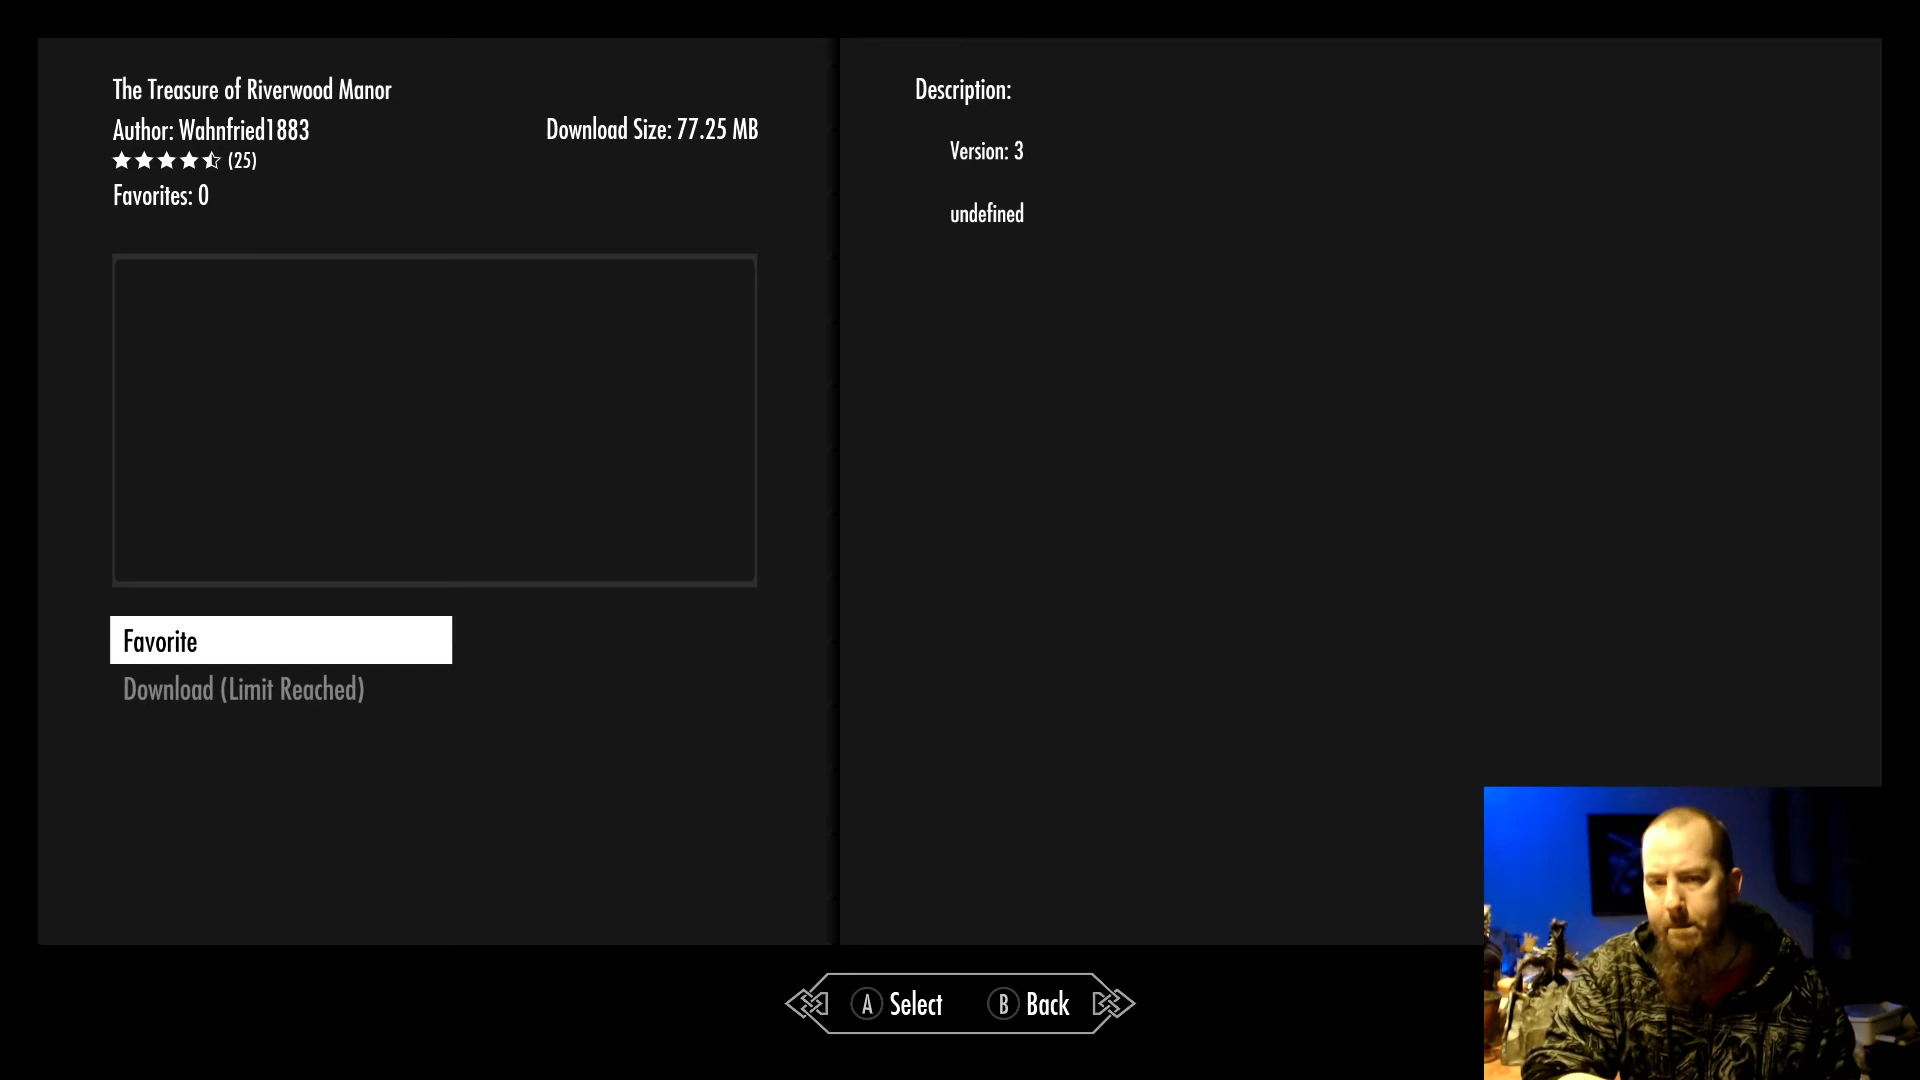 The Treasure of Riverwood Manor
Author: Wahnfried1883
Download Size: 77.25 MB
(25)
Favorites: 0
Favorite
Download (Limit Reached)
Description:
Version: 3
undefined
A Select B Back